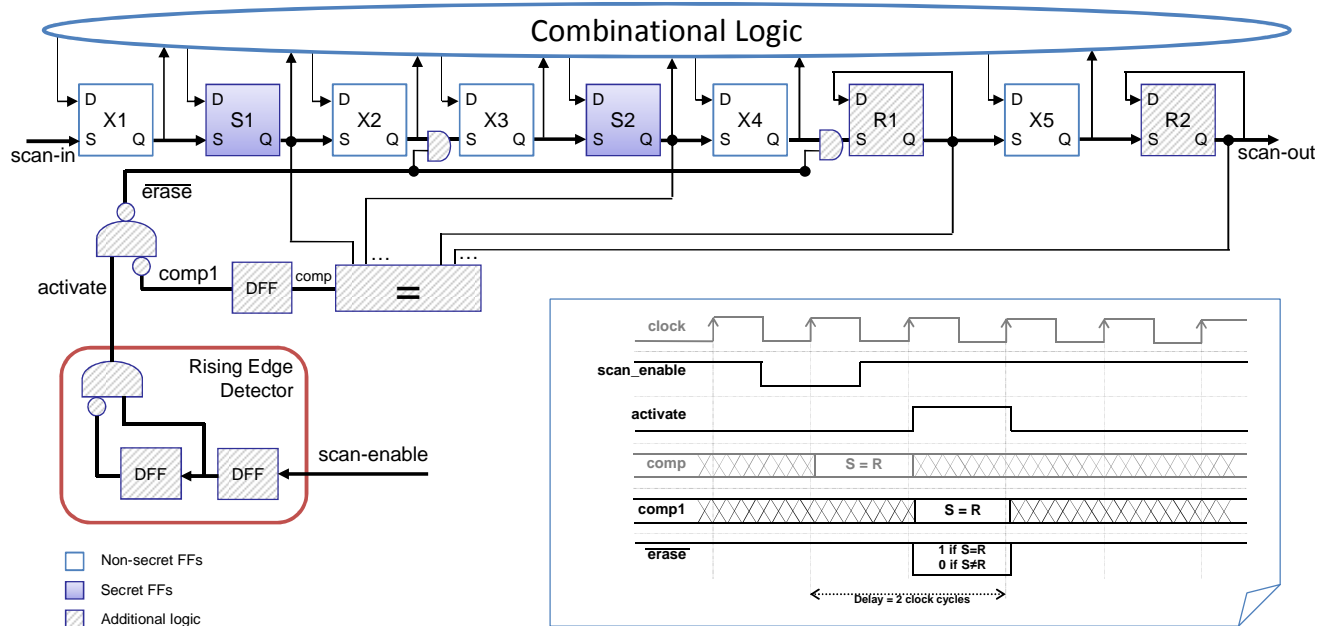 Combinational Logic
D
X1
S Q
D
S1
S Q
D
X2
S Q
D
X3
S Q
D
S2
S Q
D
X4
S Q
D
R1
S Q
D
X5
S Q
D
R2
S Q
scan-in
scan-out
erase
...
...
comp1
DFF
comp
=
activate
Rising Edge
Detector
DFF
DFF
scan-enable
Non-secret FFs
Secret FFs
Additional logic
clock
scan_enable
activate
comp
S = R
comp1
S = R
erase
1 if S=R
0 if S≠R
Delay = 2 clock cycles